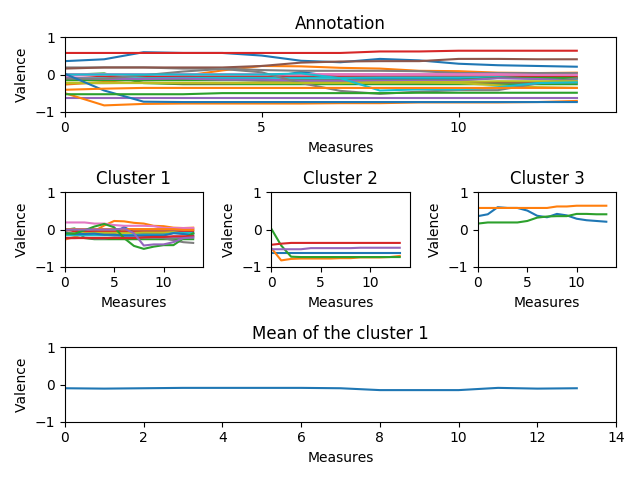 Annotation
1
0
−1
Valence
0 5 10
Measures
Cluster 1 Cluster 2 Cluster 3
1 1 1
0 0 0
−1 −1 −1
Valence Valence Valence
0 5 10 0 5 10 0 5 10
Measures Measures Measures
Mean of the cluster 1
1
0
−1
Valence
0 2 4 6 8 10 12 14
Measures